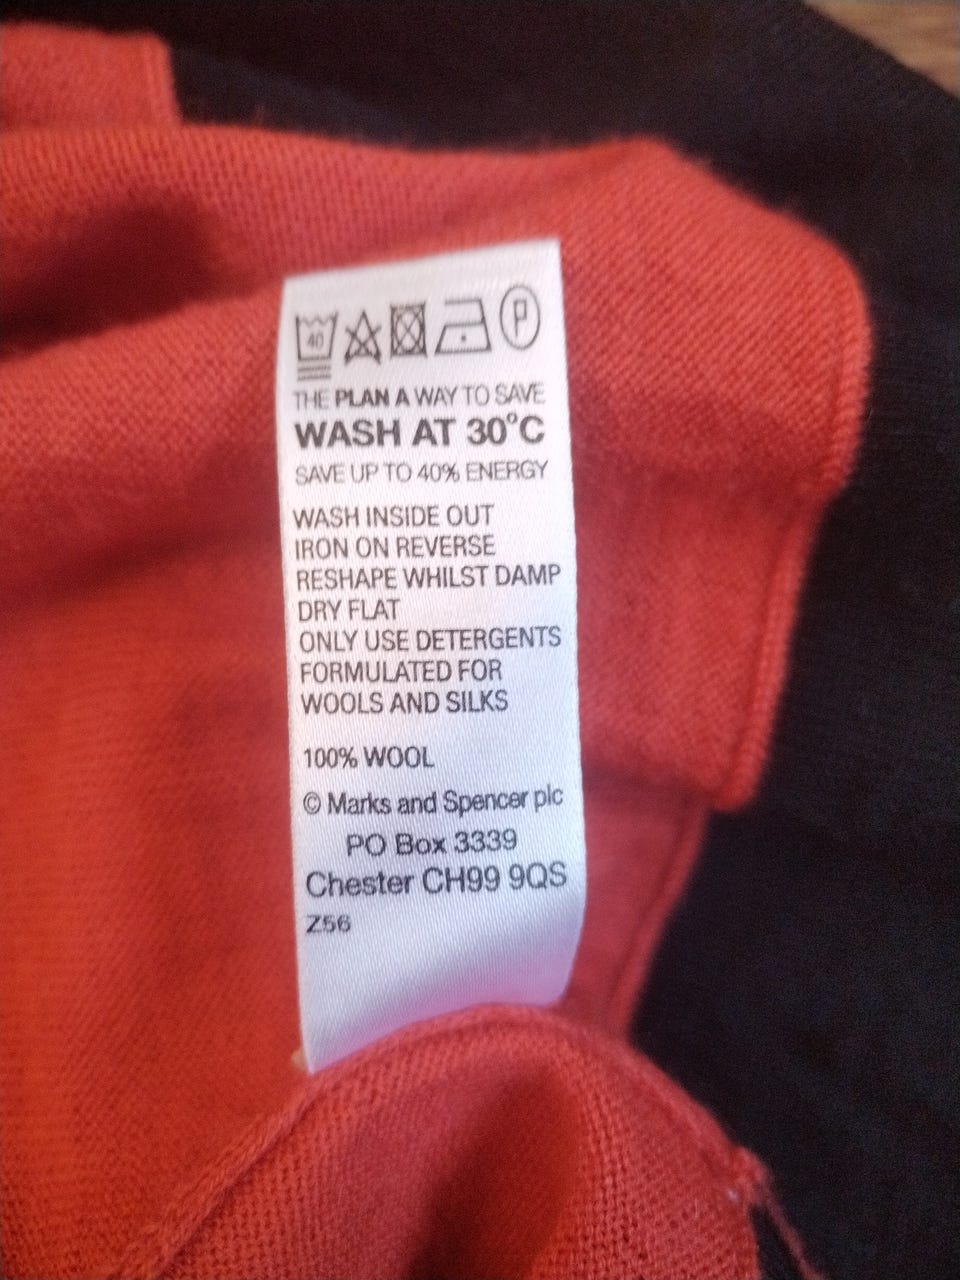 40 P
THE PLAN A WAY TO SAVE
WASH AT 30°C
SAVE UP TO 40% ENERGY
WASH INSIDE OUT
IRON ON REVERSE
RESHAPE WHILST DAMP
DRY FLAT
ONLY USE DETERGENTS
FORMULATED FOR
WOOLS AND SILKS
100% WOOL
© Marks and Spencer plc
PO Box 3339
Chester CH99 9QS
Z56